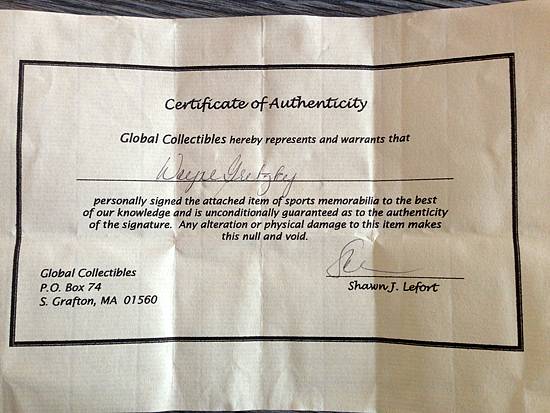 Certificate of Authenticity
Global Collectibles hereby represents and warrants that
Wayne Gretzky
personally signed the attached item of sports memorabilia to the best
of our knowledge and is unconditionally guaranteed as to the authenticity
of the signature. Any alteration or physical damage to this item makes
this null and void.
Global Collectibles
P.O. Box 74
S. Grafton, MA 01560
Shawn J. Lefort